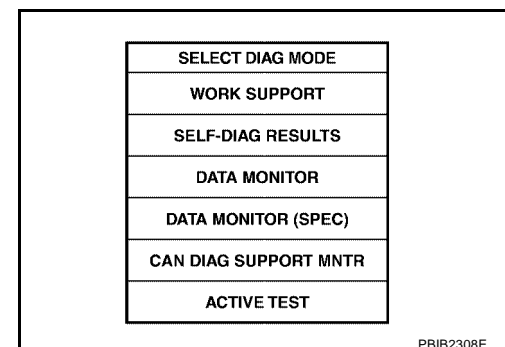 SELECT DIAG MODE
WORK SUPPORT
SELF-DIAG RESULTS
DATA MONITOR
DATA MONITOR (SPEC)
CAN DIAG SUPPORT MNTR
ACTIVE TEST
PBIB2308E